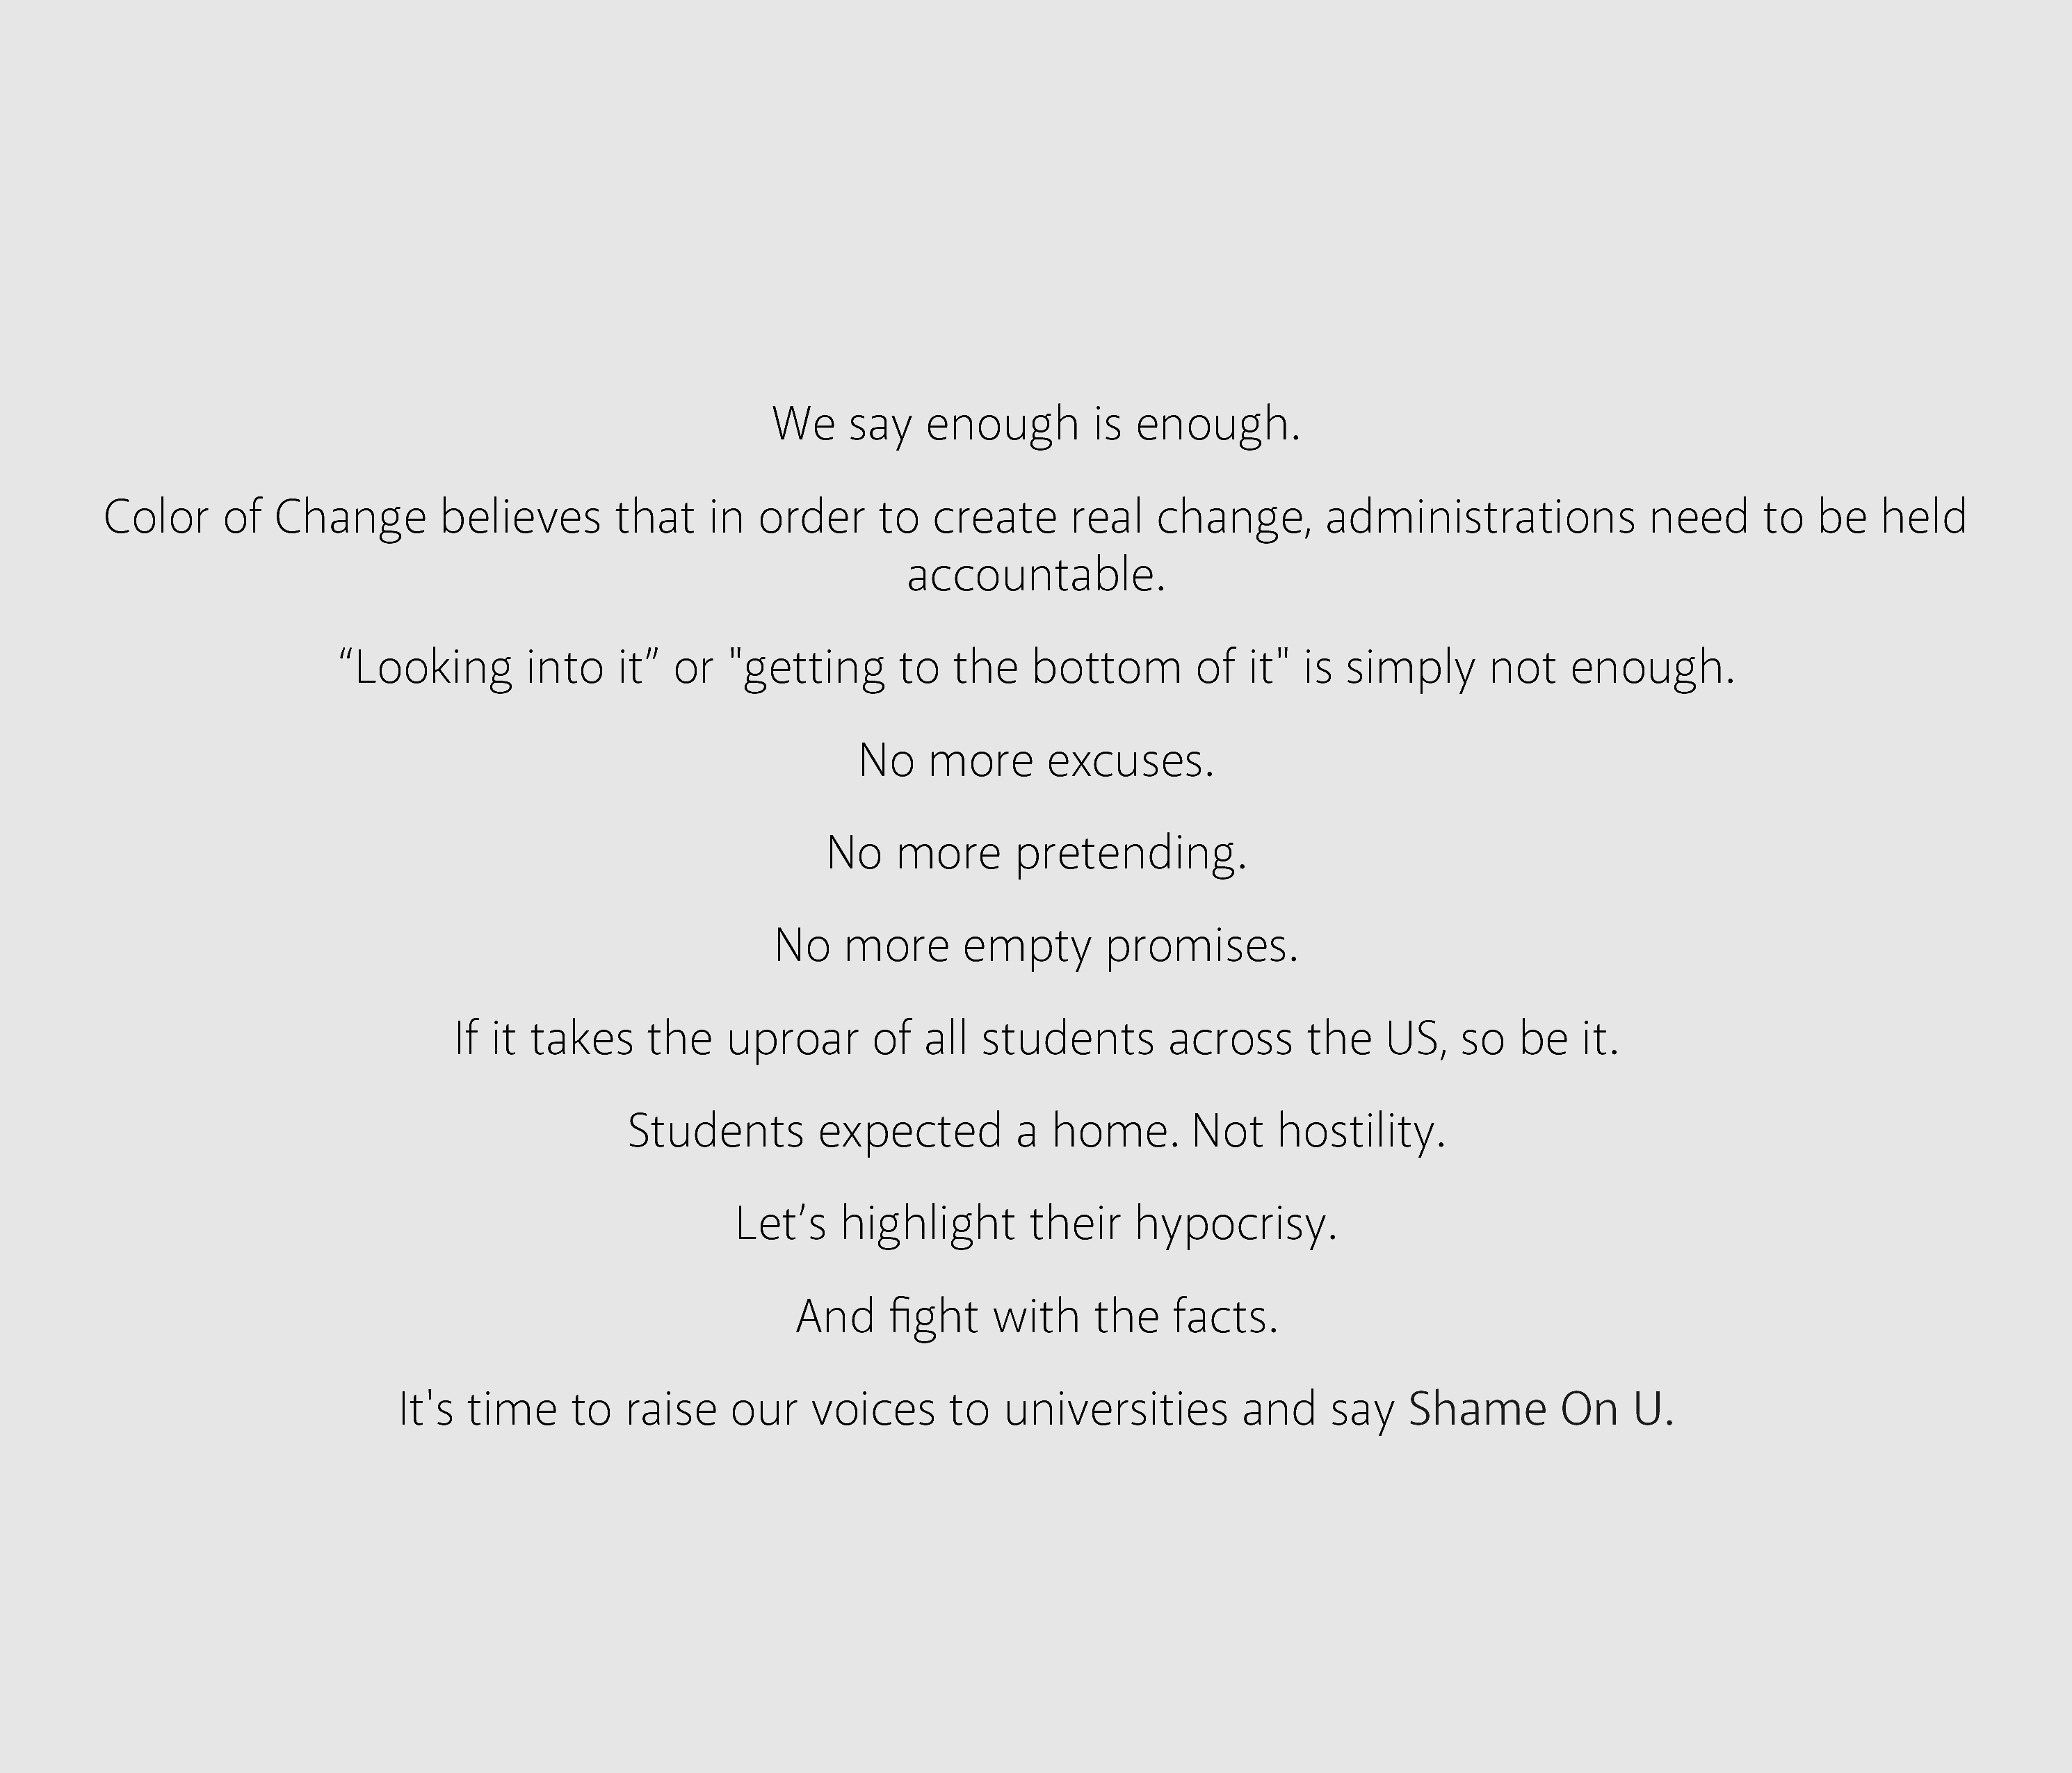 We say enough is enough.
Color of Change believes that in order to create real change, administrations need to be held
accountable.
“Looking into it” or "getting to the bottom of it" is simply not enough.
No more excuses.
No more pretending.
No more empty promises.
If it takes the uproar of all students across the US, so be it.
Students expected a home. Not hostility.
Let’s highlight their hypocrisy.
And fight with the facts.
It's time to raise our voices to universities and say Shame On U.